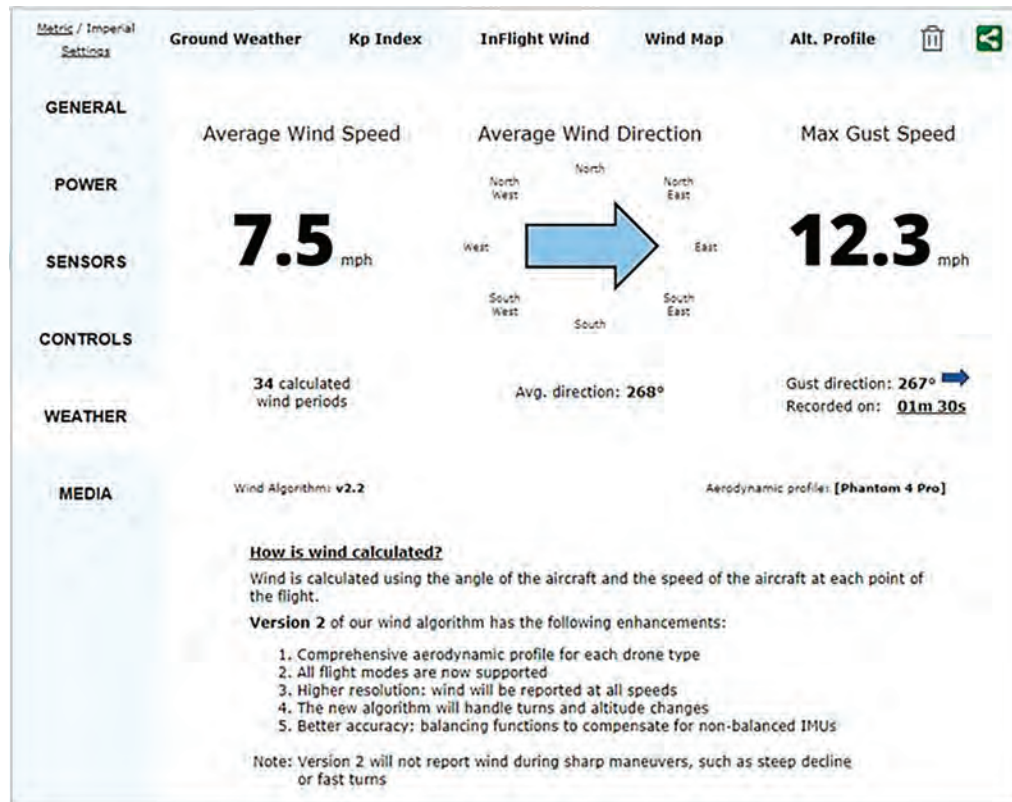 Metric / Imperial
Settings
Ground Weather
Kp Index
InFlight Wind
Wind Map
Alt. Profile
GENERAL
POWER
SENSORS
CONTROLS
WEATHER
MEDIA
Average Wind Speed
7.5 mph
34 calculated
wind periods
Average Wind Direction
North
North
West
North
East
West
East
South
West
South
East
South
Avg. direction: 268°
Max Gust Speed
12.3 mph
Gust direction: 267°
Recorded on: 01m 30s
Wind Algorithm: v2.2
Aerodynamic profile: [Phantom 4 Pro]
How is wind calculated?
Wind is calculated using the angle of the aircraft and the speed of the aircraft at each point of
the flight.
Version 2 of our wind algorithm has the following enhancements:
1. Comprehensive aerodynamic profile for each drone type
2. All flight modes are now supported
3. Higher resolution: wind will be reported at all speeds
4. The new algorithm will handle turns and altitude changes
5. Better accuracy: balancing functions to compensate for non-balanced IMUs
Note: Version 2 will not report wind during sharp maneuvers, such as steep decline
or fast turns